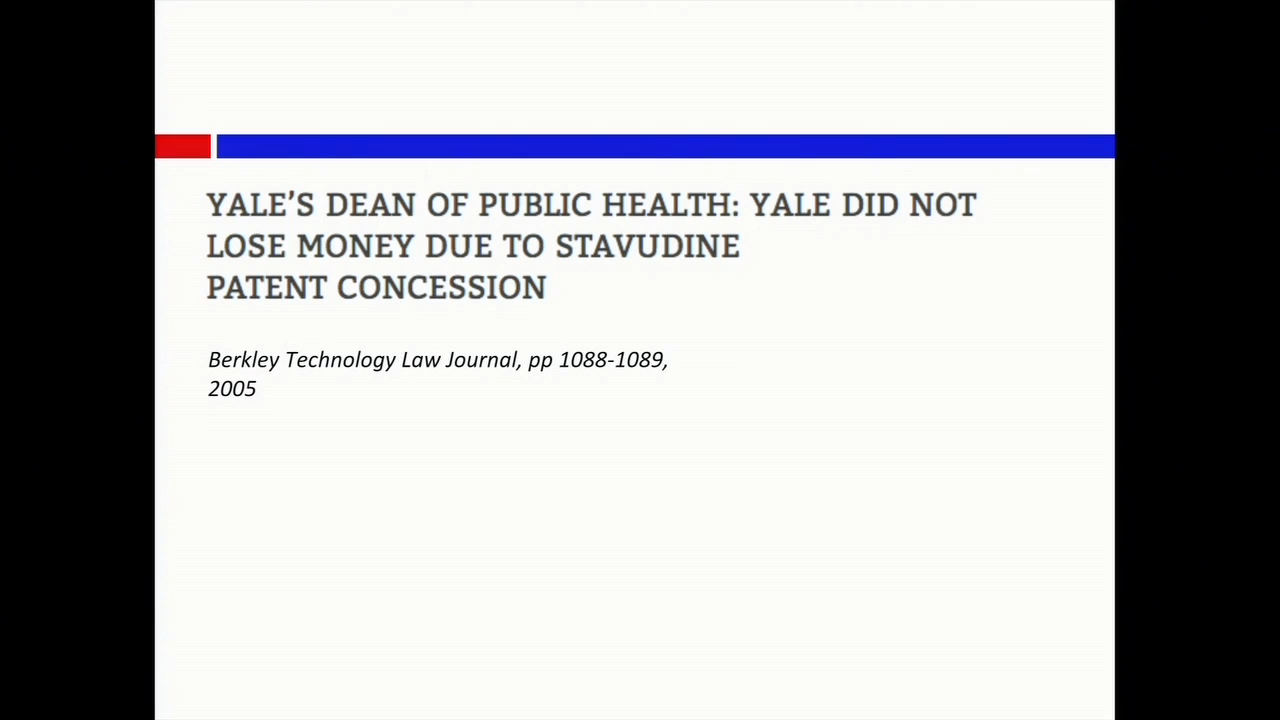 YALE’S DEAN OF PUBLIC HEALTH: YALE DID NOT
LOSE MONEY DUE TO STAVUDINE
PATENT CONCESSION
Berkley Technology Law Journal, pp 1088-1089,
2005